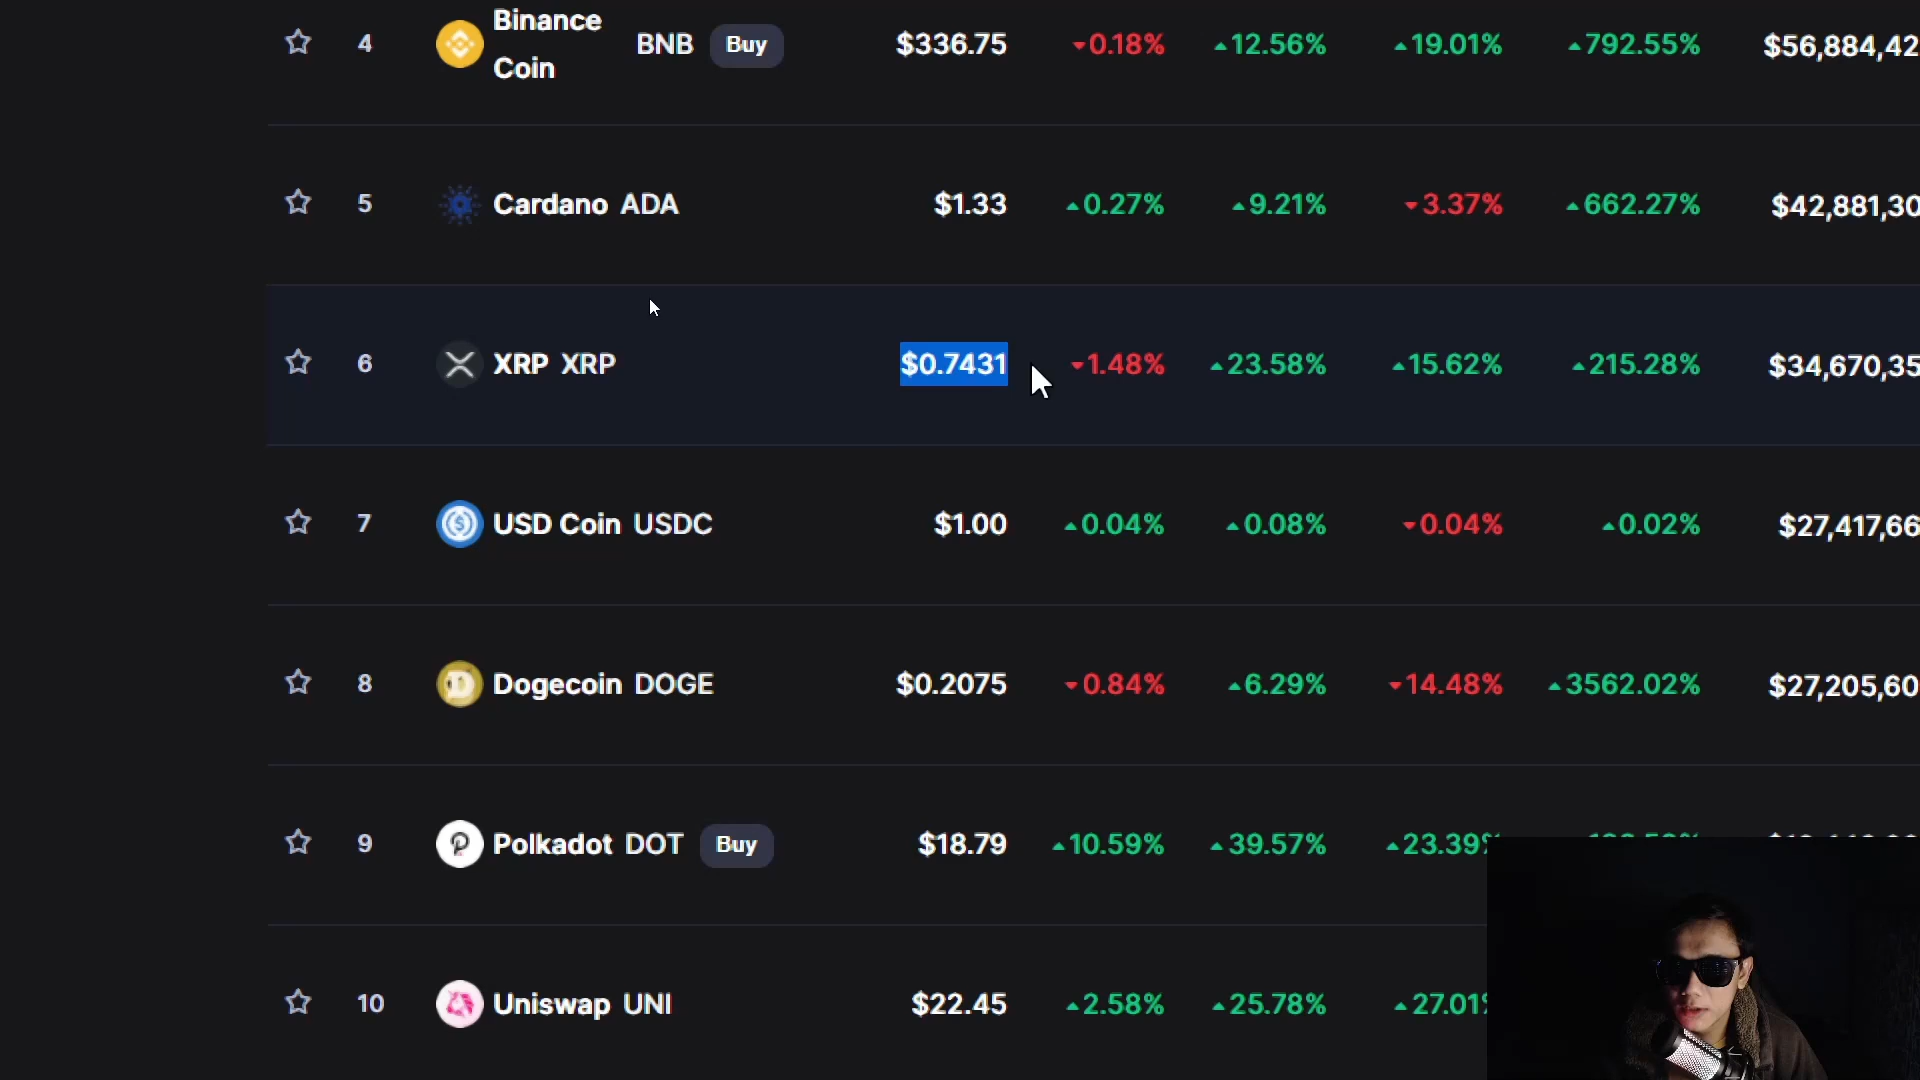 4 Binance Coin BNB Buy $336.75 0.18% 12.56% 19.01% 792.55% $56,884,42
5 Cardano ADA $1.33 0.27% 9.21% 3.37% 662.27% $42,881,30
6 XRP XRP $0.7431 1.48% 23.58% 15.62% 215.28% $34,670,35
7 USD Coin USDC $1.00 0.04% 0.08% 0.04% 0.02% $27,417,66
8 Dogecoin DOGE $0.2075 0.84% 6.29% 14.48% 3562.02% $27,205,60
9 Polkadot DOT Buy $18.79 10.59% 39.57% 23.39%
10 Uniswap UNI $22.45 2.58% 25.78% 27.01%